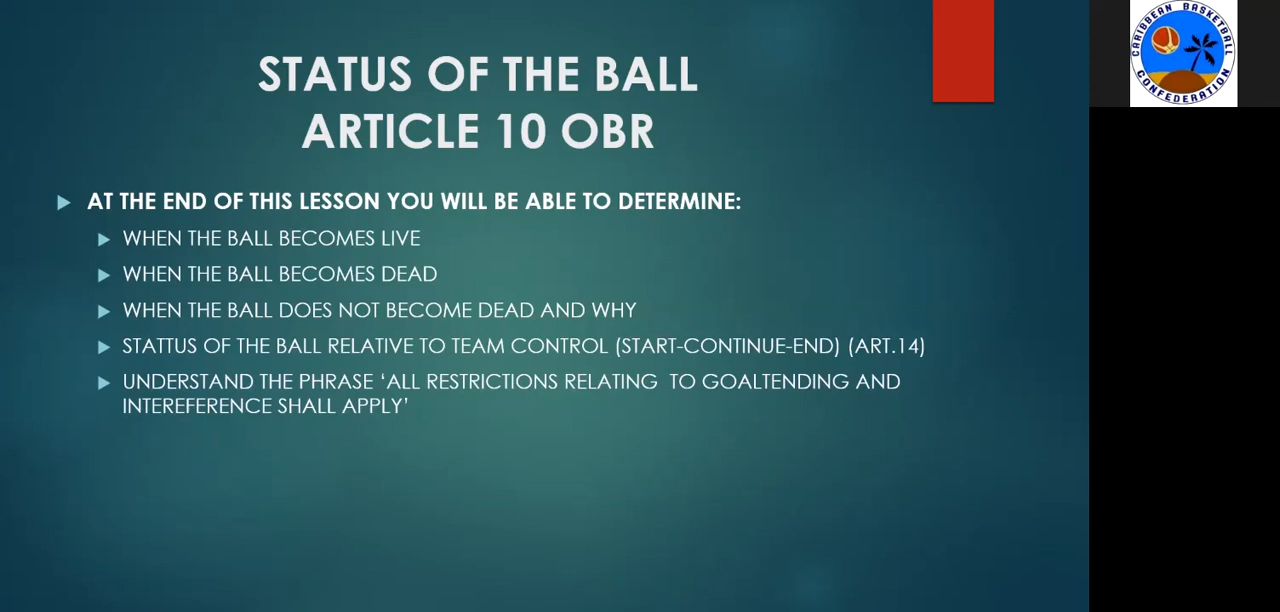 STATUS OF THE BALL
ARTICLE 10 OBR
AT THE END OF THIS LESSON YOU WILL BE ABLE TO DETERMINE:
WHEN THE BALL BECOMES LIVE
WHEN THE BALL BECOMES DEAD
WHEN THE BALL DOES NOT BECOME DEAD AND WHY
STATTUS OF THE BALL RELATIVE TO TEAM CONTROL (START-CONTINUE-END) (ART.14)
UNDERSTAND THE PHRASE ‘ALL RESTRICTIONS RELATING TO GOALTENDING AND
INTEREFERENCE SHALL APPLY’
CARIBBEAN BASKETBALL
CONFEDERATION